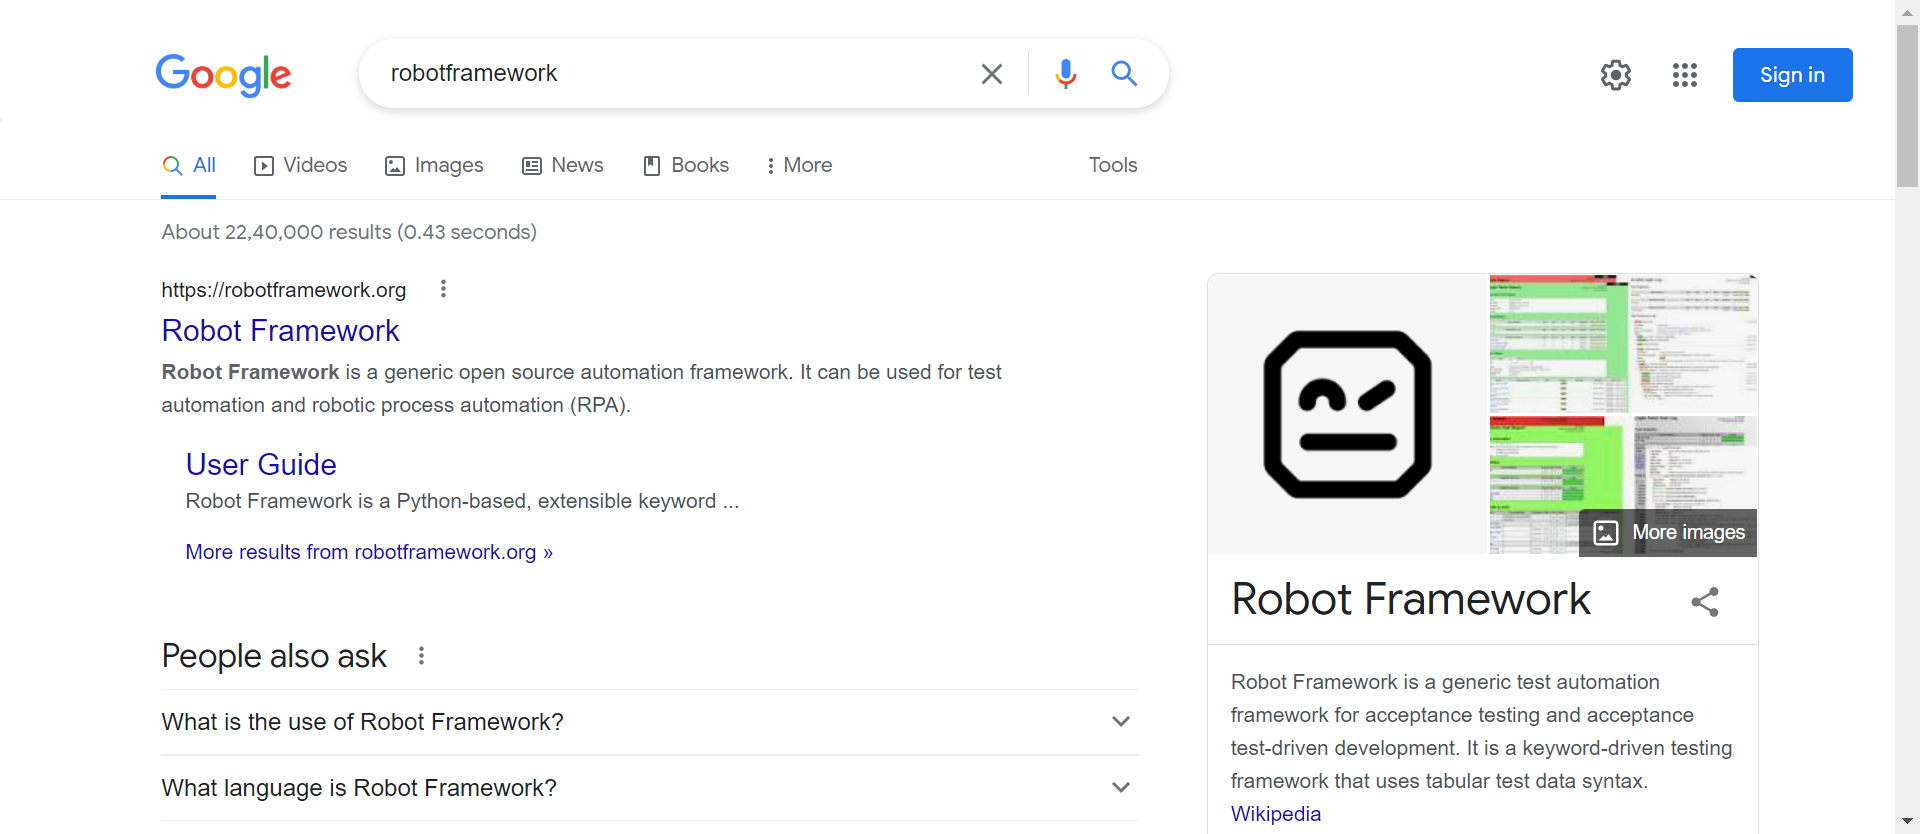 Google
robotframework
Sign in
All
Videos
Images
News
Books
More
Tools
About 22,40,000 results (0.43 seconds)
https://robotframework.org
Robot Framework
Robot Framework is a generic open source automation framework. It can be used for test
automation and robotic process automation (RPA).
User Guide
Robot Framework is a Python-based, extensible keyword ...
More results from robotframework.org »
People also ask
What is the use of Robot Framework?
What language is Robot Framework?
More images
Robot Framework
Robot Framework is a generic test automation
framework for acceptance testing and acceptance
test-driven development. It is a keyword-driven testing
framework that uses tabular test data syntax.
Wikipedia